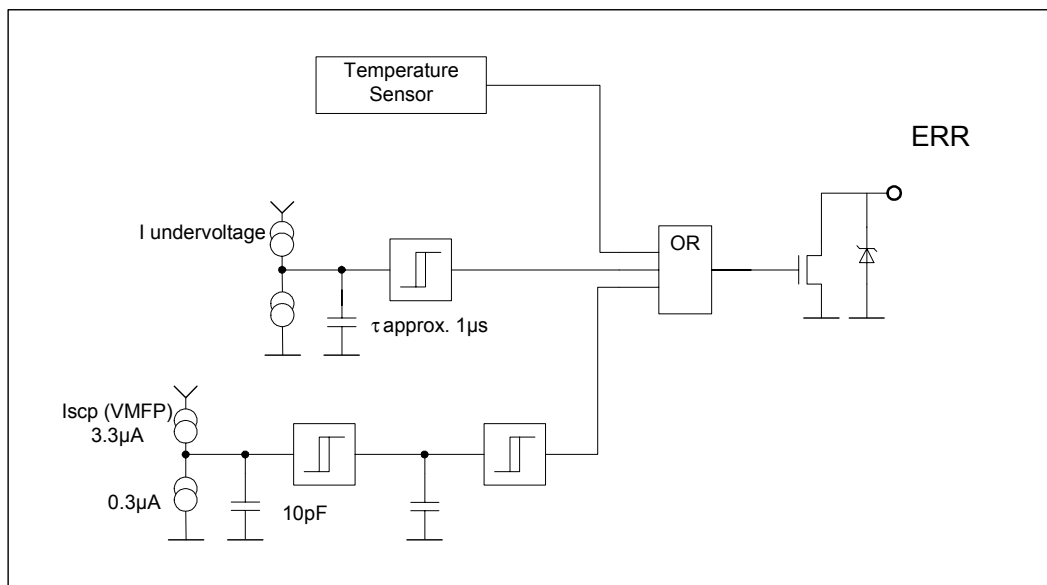 Temperature
Sensor
ERR
I undervoltage
OR
τ approx. 1µs
Iscp (VMFP)
3.3µA
0.3µA
10pF